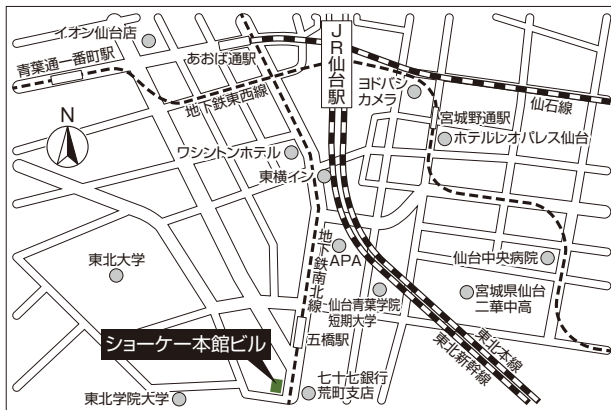 イオン仙台店
青葉通一番町駅
あおば通駅
地下鉄東西線
JR仙台駅
ヨドバシ
カメラ
仙石線
宮城野通駅
ホテルレオパレス仙台
N
ワシントンホテル
東横イン
地下鉄南北線
APA
仙台中央病院
東北大学
仙台青葉学院
短期大学
宮城県仙台
二華中高
五橋駅
東北本線
東北新幹線
ショーケー本館ビル
七十七銀行
荒町支店
東北学院大学